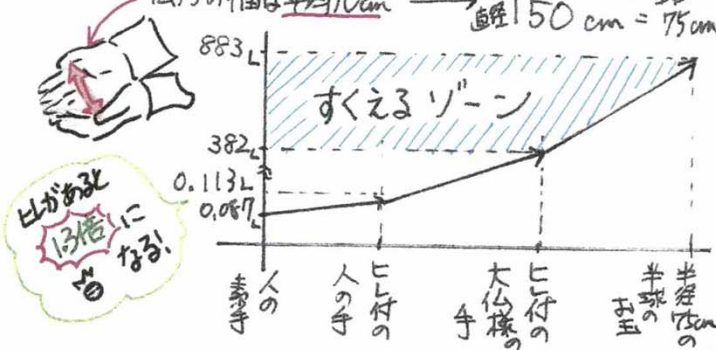 直径150cm = 75cm
883L
すくえるゾーン
382L
0.113L
0.087L
ヒレがあると
1.3倍に
なる!
人の素手
ヒレ付の人の手
ヒレ付の大仏様の手
半径75cmの半球のお玉